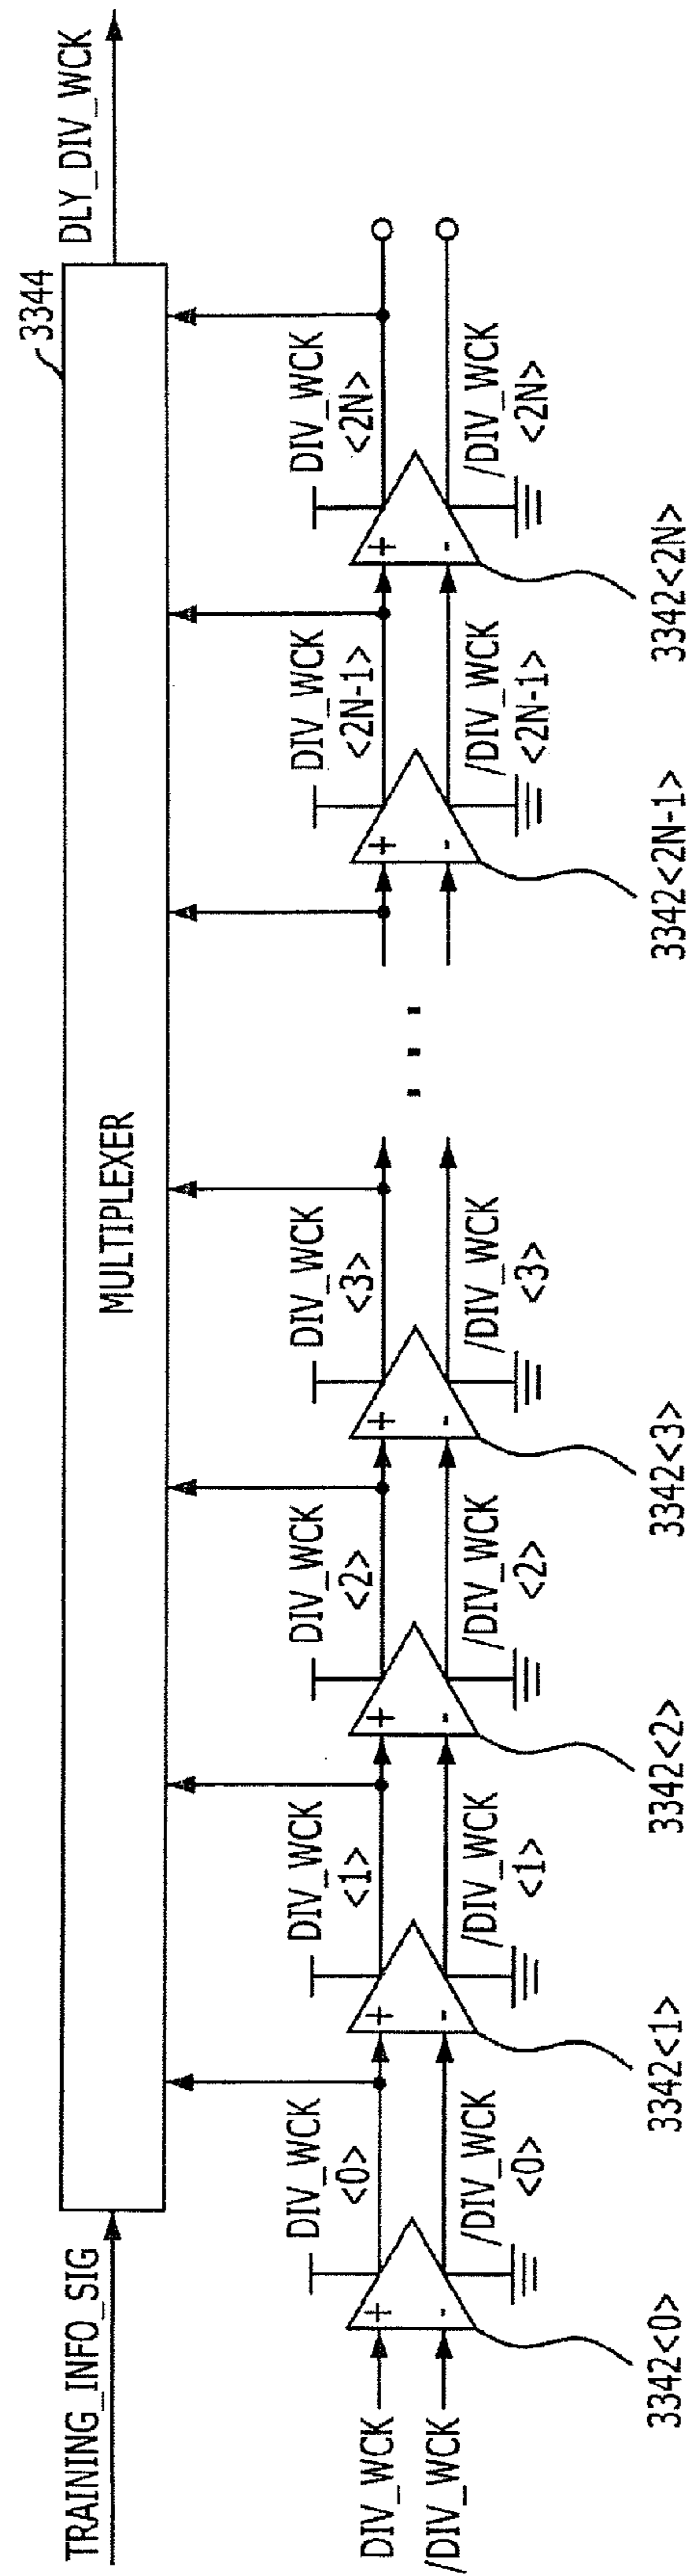 3344
TRAINING_INFO_SIG
MULTIPLEXER
DLY_DIV_WCK
DIV_WCK
<0>
DIV_WCK
<1>
DIV_WCK
<2>
DIV_WCK
<3>
DIV_WCK
<2N-1>
DIV_WCK
<2N>
DIV_WCK
/DIV_WCK
+
-
+
-
+
-
+
-
...
+
-
+
-
/DIV_WCK
<0>
/DIV_WCK
<1>
/DIV_WCK
<2>
/DIV_WCK
<3>
/DIV_WCK
<2N-1>
/DIV_WCK
<2N>
3342<0>
3342<1>
3342<2>
3342<3>
3342<2N-1>
3342<2N>